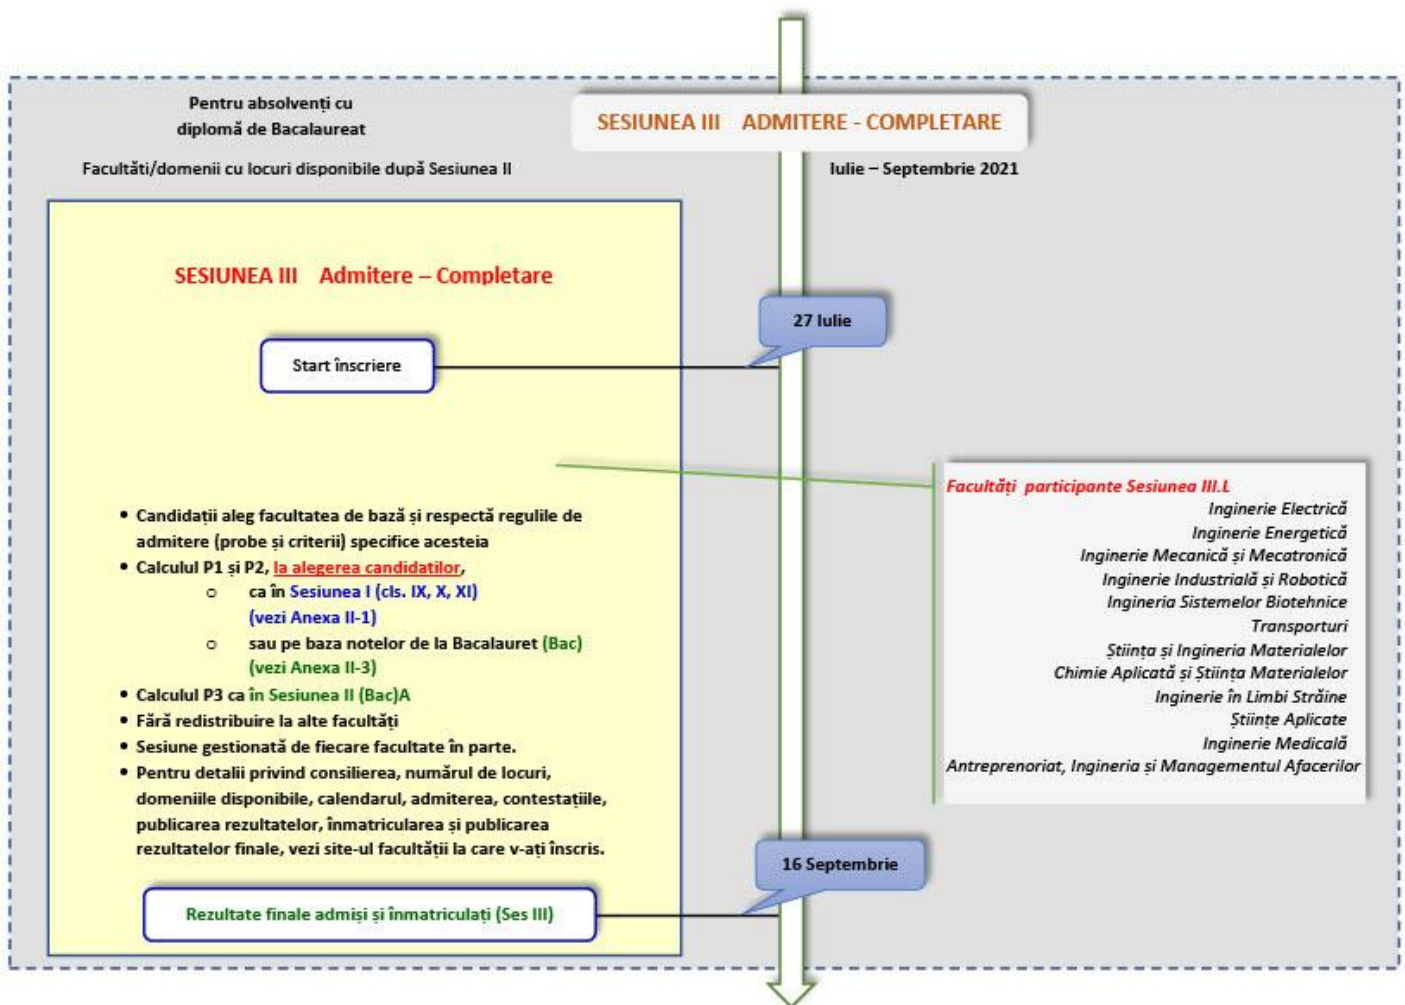 Pentru absolvenți cu
diplomă de Bacalaureat
SESIUNEA III ADMITERE - COMPLETARE
Facultăti/domenii cu locuri disponibile după Sesiunea II
Iulie – Septembrie 2021
SESIUNEA III Admitere – Completare
27 Iulie
Start înscriere
• Candidații aleg facultatea de bază și respectă regulile de
admitere (probe și criterii) specifice acesteia
• Calculul P1 și P2, la alegerea candidatilor,
o ca în Sesiunea I (cls. IX, X, XI)
(vezi Anexa II-1)
o sau pe baza notelor de la Bacalauret (Bac)
(vezi Anexa II-3)
• Calculul P3 ca în Sesiunea II (Bac)A
• Fără redistribuire la alte facultăți
• Sesiune gestionată de fiecare facultate în parte.
• Pentru detalii privind consilierea, numărul de locuri,
domeniile disponibile, calendarul, admiterea, contestațiile,
publicarea rezultatelor, înmatricularea și publicarea
rezultatelor finale, vezi site-ul facultății la care v-ați înscris.
Facultăți participante Sesiunea III.L
Inginerie Electrică
Inginerie Energetică
Inginerie Mecanică și Mecatronică
Inginerie Industrială și Robotică
Ingineria Sistemelor Biotehnice
Transporturi
Știința și Ingineria Materialelor
Chimie Aplicată și Știința Materialelor
Inginerie în Limbi Străine
Științe Aplicate
Inginerie Medicală
Antreprenoriat, Ingineria și Managementul Afacerilor
16 Septembrie
Rezultate finale admiși și înmatriculați (Ses III)